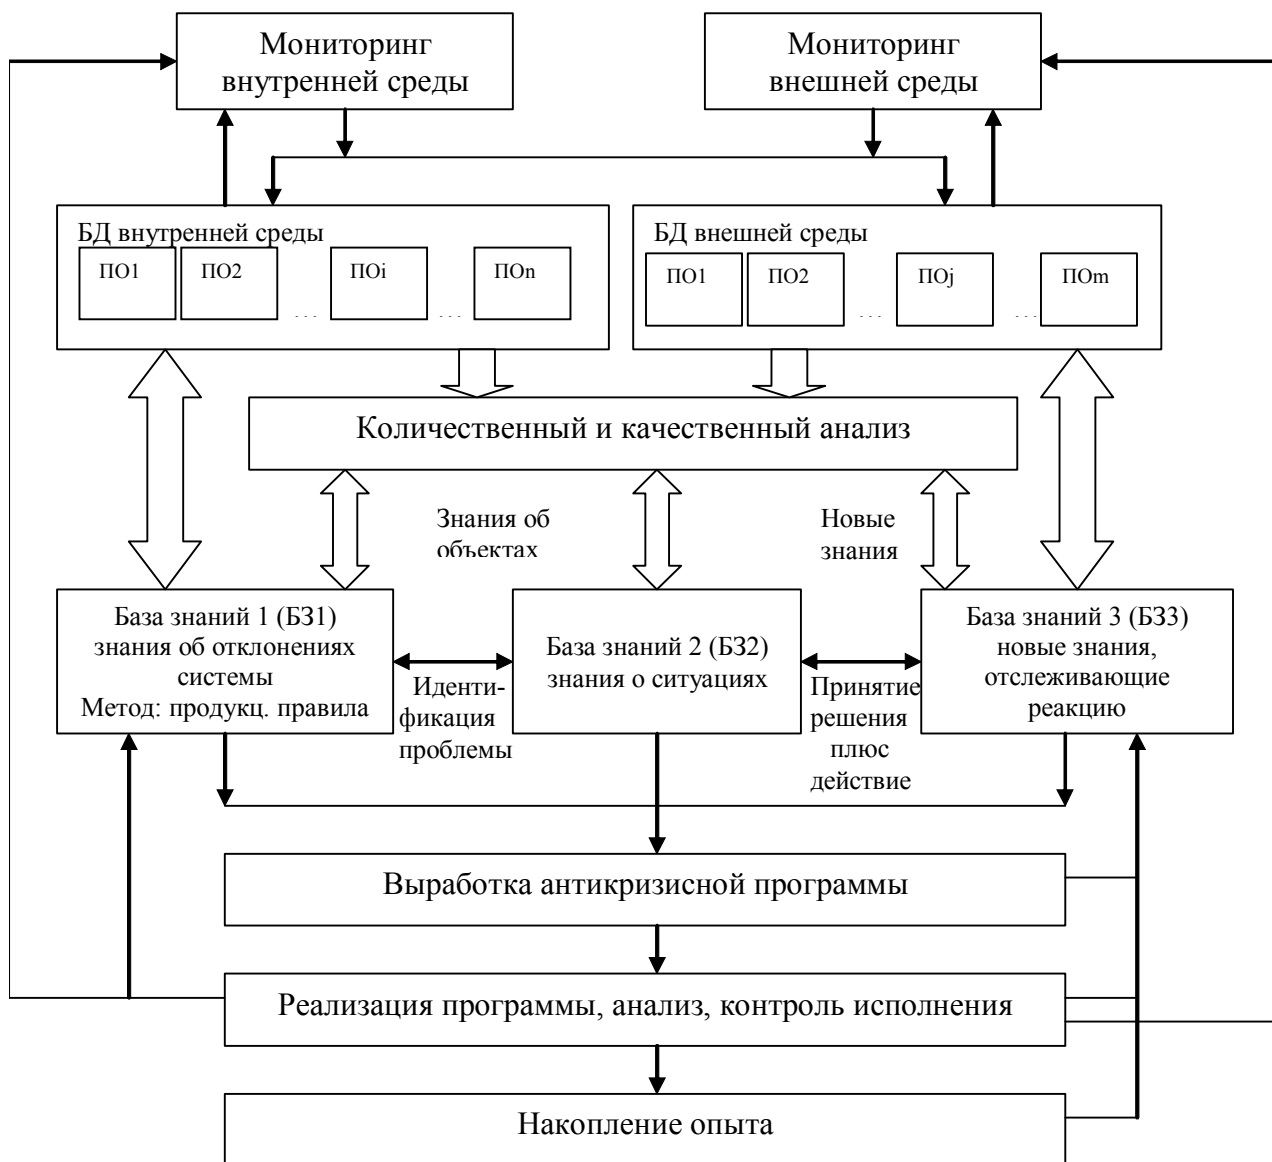 Мониторинг
внутренней среды
Мониторинг
внешней среды
БД внутренней среды
ПО1
ПО2
...
ПОi
...
ПОn
БД внешней среды
ПО1
ПО2
...
ПОj
...
ПОm
Количественный и качественный анализ
Знания об
объектах
Новые
знания
База знаний 1 (БЗ1)
знания об отклонениях
системы
Метод: продукц. правила
Иденти-
фикация
проблемы
База знаний 2 (БЗ2)
знания о ситуациях
Принятие
решения
плюс
действие
База знаний 3 (БЗ3)
новые знания,
отслеживающие
реакцию
Выработка антикризисной программы
Реализация программы, анализ, контроль исполнения
Накопление опыта